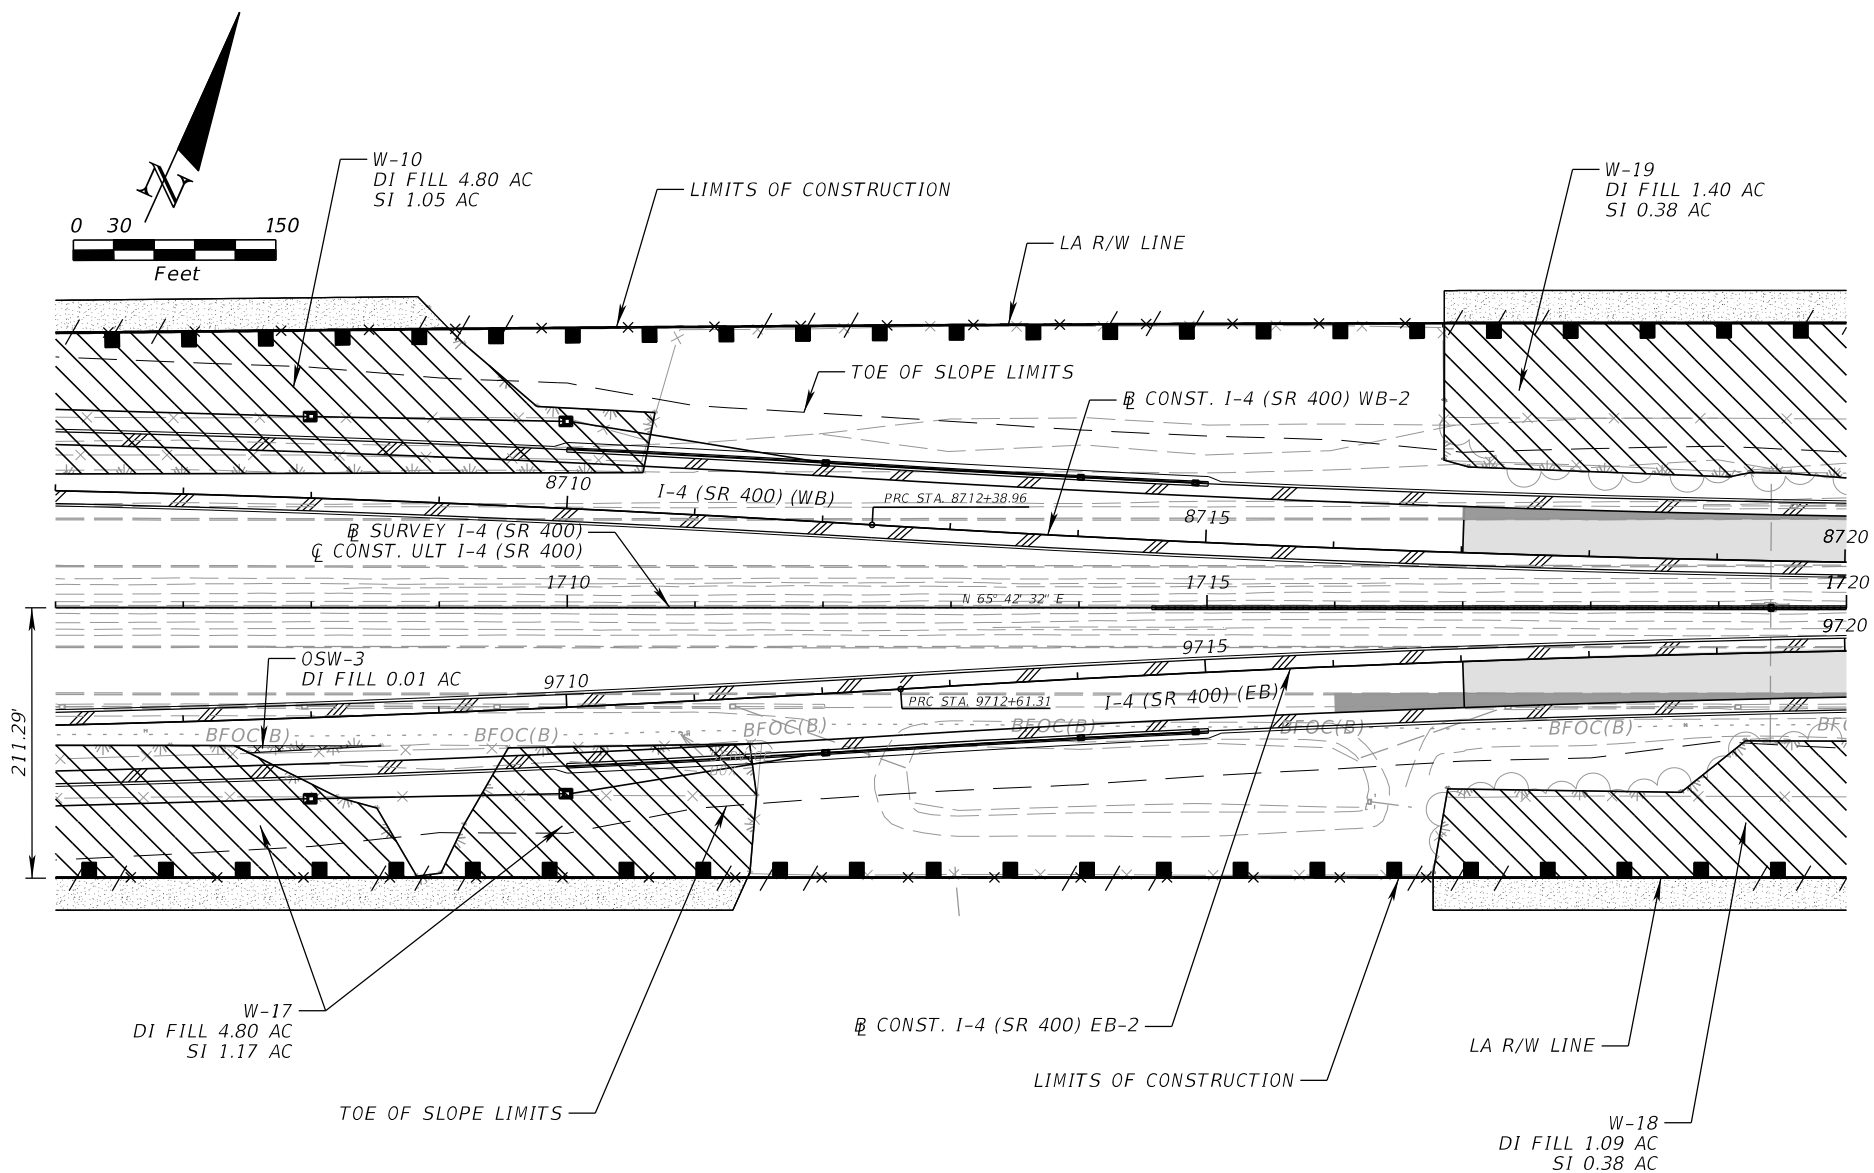 W-10
DI FILL 4.80 AC
SI 1.05 AC
LIMITS OF CONSTRUCTION
W-19
DI FILL 1.40 AC
SI 0.38 AC
N
0 30 150
Feet
LA R/W LINE
TOE OF SLOPE LIMITS
BL CONST. I-4 (SR 400) WB-2
8710
I-4 (SR 400) (WB)
PRC STA. 8712+38.96
8715
BL SURVEY I-4 (SR 400)
CL CONST. ULT I-4 (SR 400)
8720
1710
1715
1720
N 65° 42' 32" E
9720
211.29'
OSW-3
DI FILL 0.01 AC
9710
9715
PRC STA. 9712+61.31
I-4 (SR 400) (EB)
BFOC(B)
BFOC(B)
BFOC(B)
BFOC(B)
BFOC(B)
BFOC(B)
W-17
DI FILL 4.80 AC
SI 1.17 AC
BL CONST. I-4 (SR 400) EB-2
LA R/W LINE
LIMITS OF CONSTRUCTION
TOE OF SLOPE LIMITS
W-18
DI FILL 1.09 AC
SI 0.38 AC